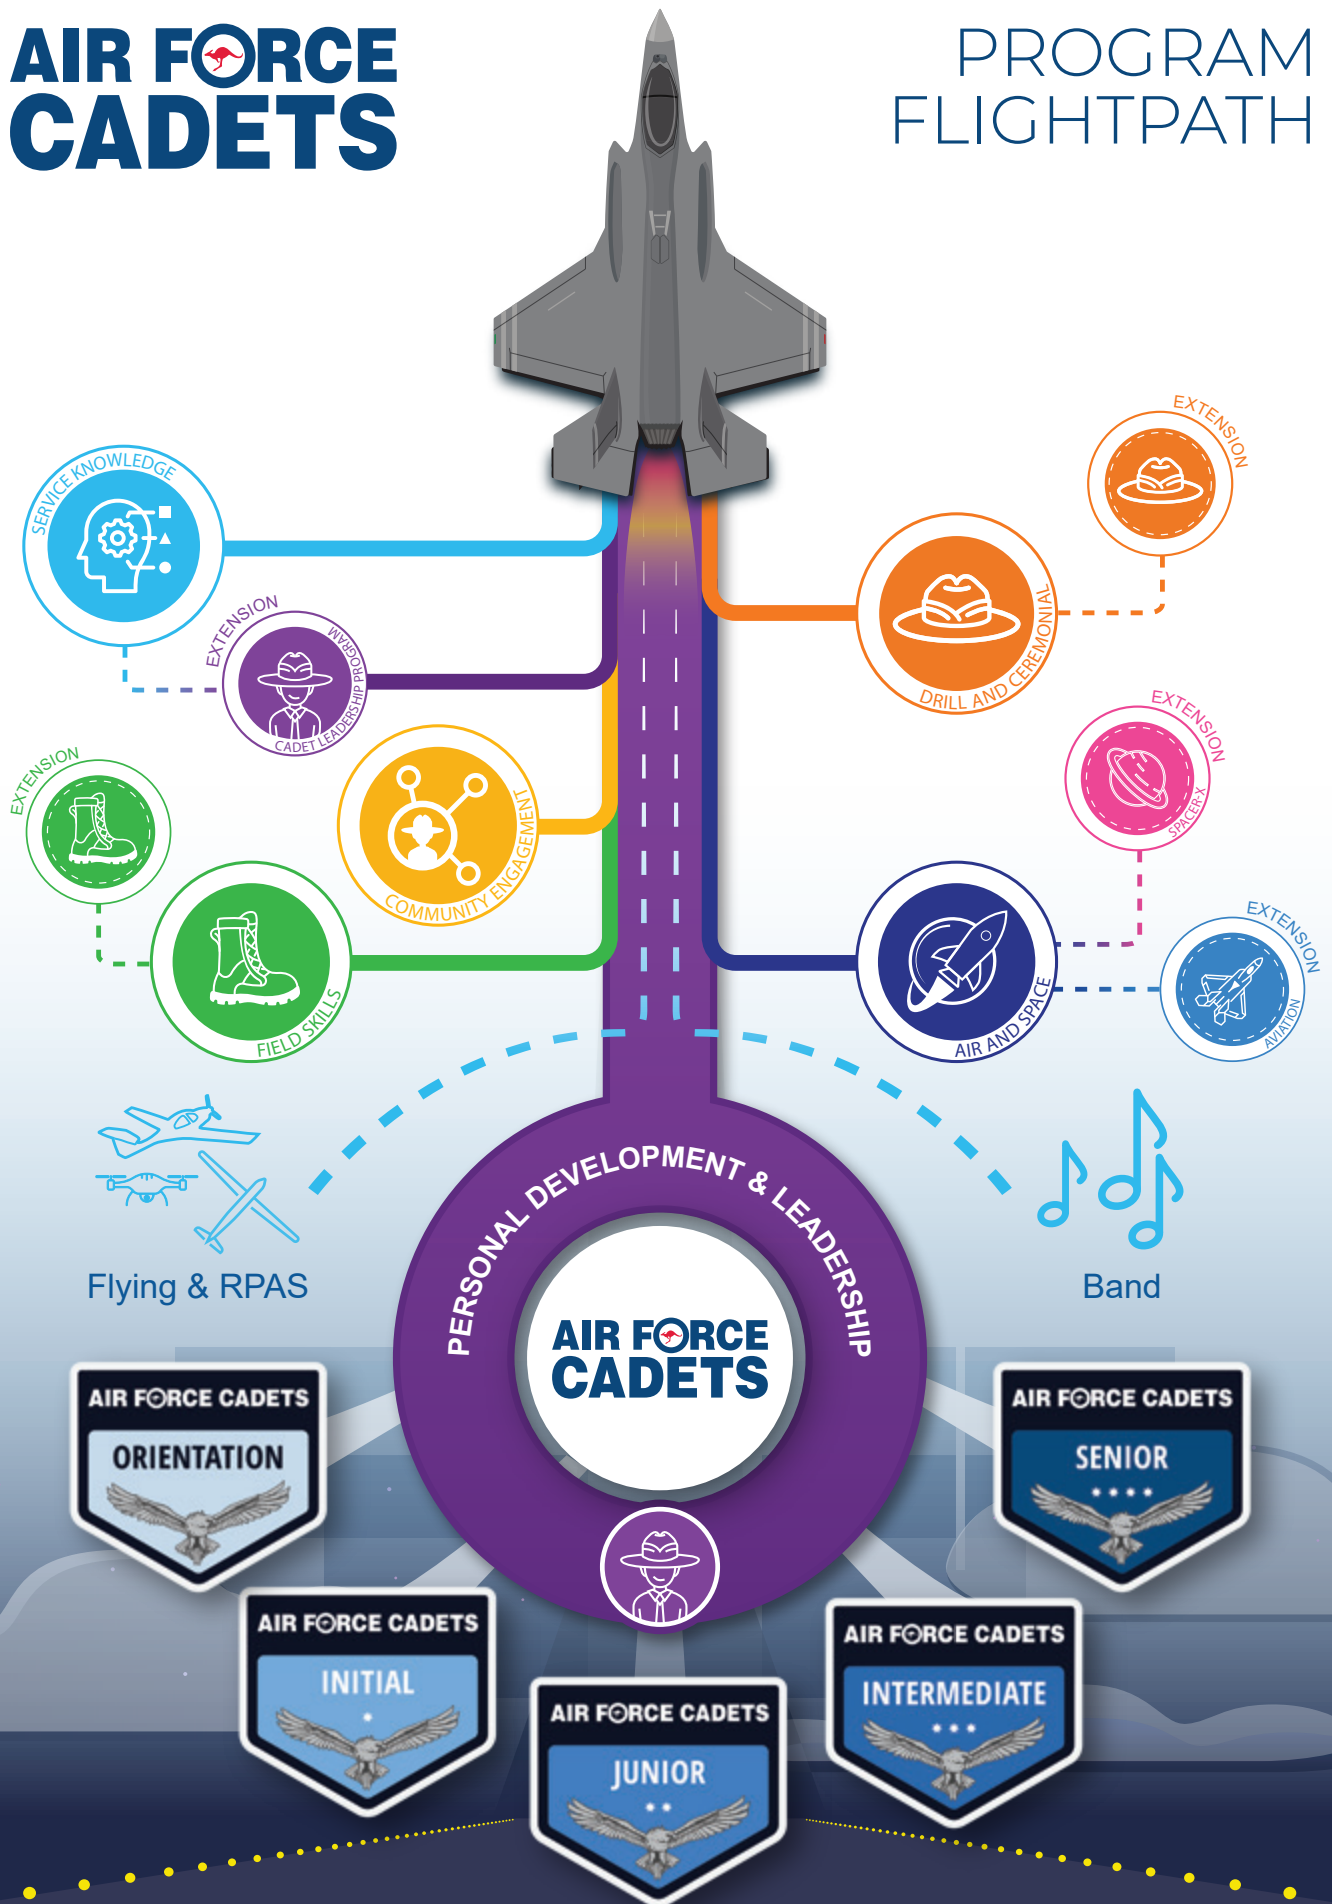 AIR FORCE
CADETS
PROGRAM
FLIGHTPATH
SERVICE KNOWLEDGE
EXTENSION
CADET LEADERSHIP PROGRAM
COMMUNITY ENGAGEMENT
EXTENSION
FIELD SKILLS
EXTENSION
DRILL AND CEREMONIAL
EXTENSION
SPACER-X
EXTENSION
AVIATION
AIR AND SPACE
Flying & RPAS
Band
PERSONAL DEVELOPMENT & LEADERSHIP
AIR FORCE
CADETS
AIR FORCE CADETS
ORIENTATION
AIR FORCE CADETS
INITIAL
AIR FORCE CADETS
JUNIOR
AIR FORCE CADETS
INTERMEDIATE
AIR FORCE CADETS
SENIOR